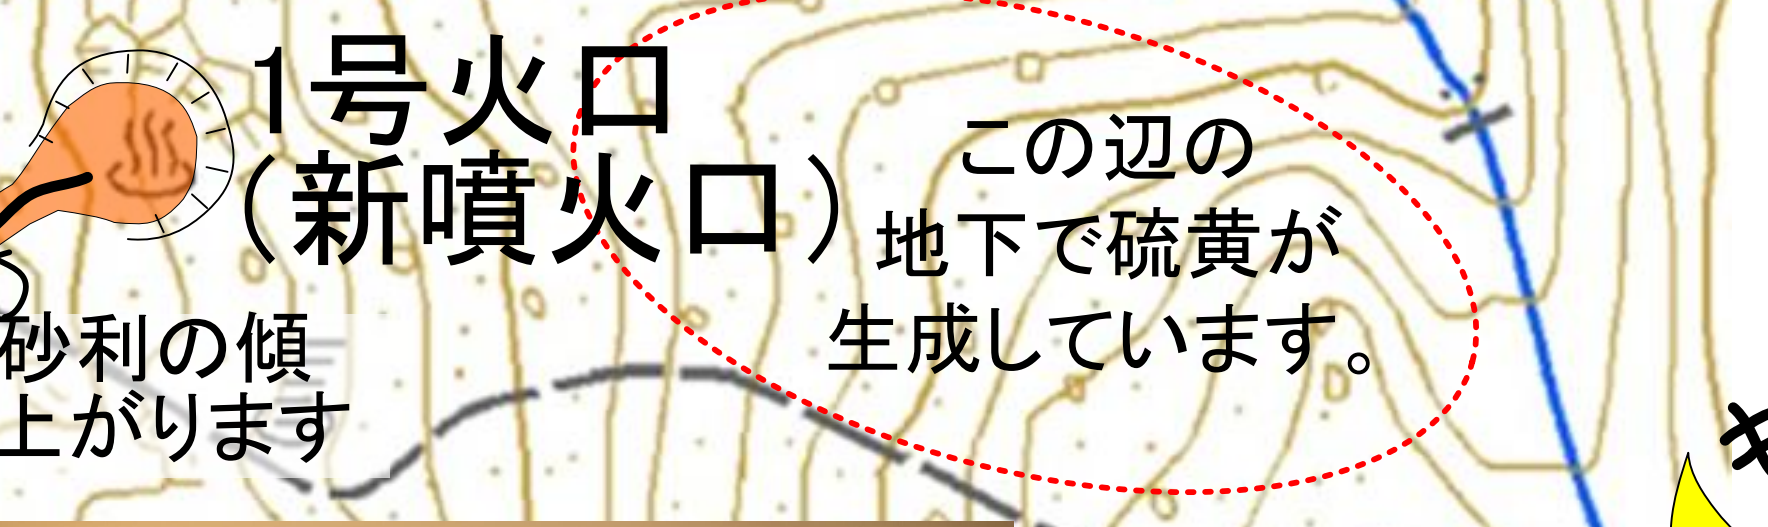 1号火口
（新噴火口）
この辺の
地下で硫黄が
生成しています。
砂利の傾
上がります